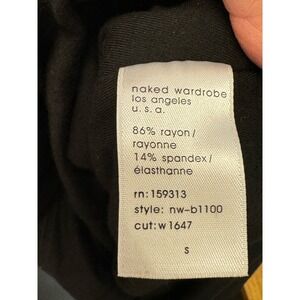 naked wardrobe
los angeles
u.s.a.
86% rayon/
rayonne
14% spandex/
élasthanne
rn:159313
style: nw-b1100
cut:w1647
s